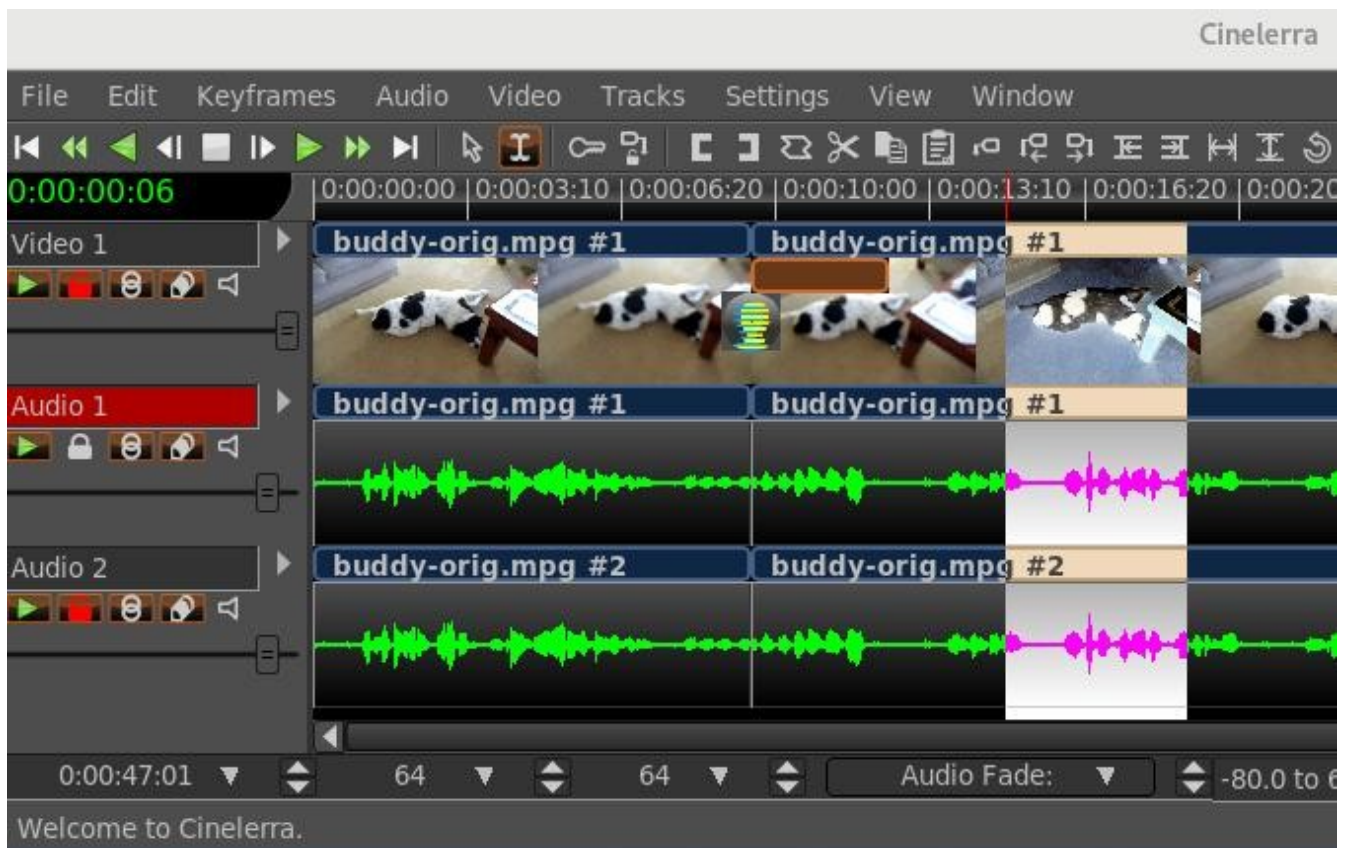 Cinelerra
File Edit Keyframes Audio Video Tracks Settings View Window
0:00:00:06 0:00:00:00 0:00:03:10 0:00:06:20 0:00:10:00 0:00:13:10 0:00:16:20 0:00:20
Video 1 buddy-orig.mpg #1 buddy-orig.mpg #1
Audio 1 buddy-orig.mpg #1 buddy-orig.mpg #1
Audio 2 buddy-orig.mpg #2 buddy-orig.mpg #2
0:00:47:01 64 64 Audio Fade: -80.0 to 6
Welcome to Cinelerra.